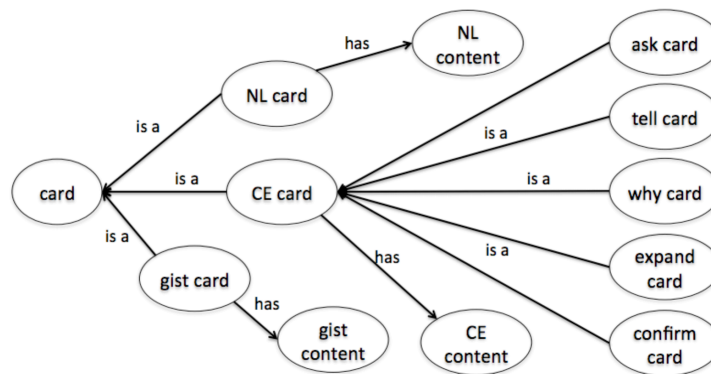 NL
content
has
NL card
ask card
is a
tell card
is a
card
is a
CE card
is a
why card
is a
is a
gist card
has
expand
card
has
gist
content
CE
content
confirm
card